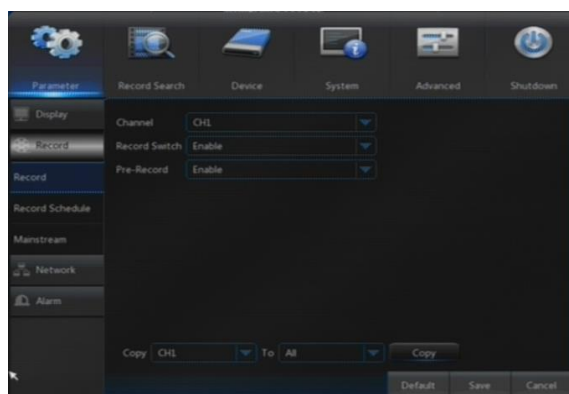 Parameter Record Search Device System Advanced Shutdown
Display
Channel CH1
Record
Record Switch Enable
Pre-Record Enable
Record
Record Schedule
Mainstream
Network
Alarm
Copy CH1 To All Copy
Default Save Cancel